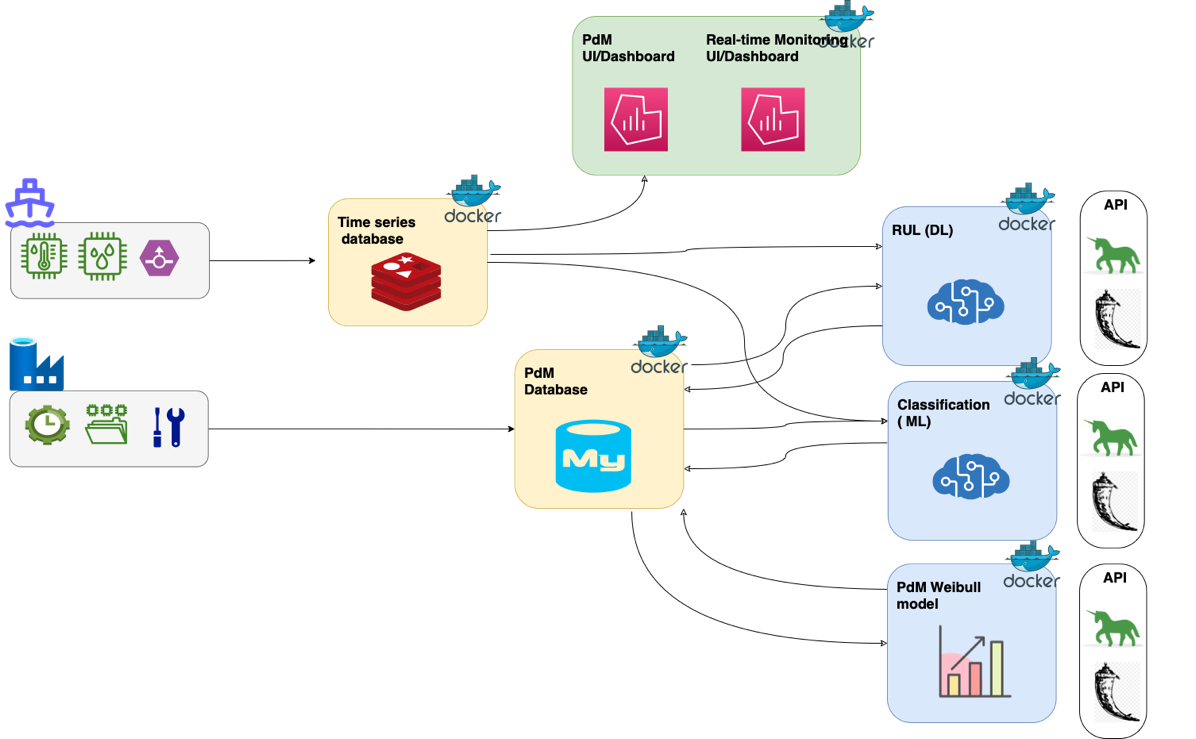 PdM
UI/Dashboard
Real-time Monitoring
UI/Dashboard
docker
Time series
database
docker
RUL (DL)
docker
API
PdM
Database
docker
My
Classification
( ML)
docker
API
PdM Weibull
model
docker
API